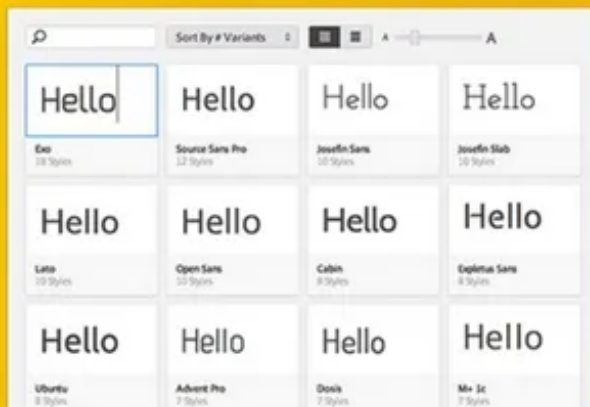 Sort By # Variants A A
Hello Hello Hello Hello
Exo Source Sans Pro Josefin Sans Josefin Slab
18 Styles 12 Styles 10 Styles 10 Styles
Hello Hello Hello Hello
Lato Open Sans Cabin Expletus Sans
10 Styles 10 Styles 8 Styles 8 Styles
Hello Hello Hello Hello
Ubuntu Advent Pro Dosis M+ 1c
8 Styles 7 Styles 7 Styles 7 Styles